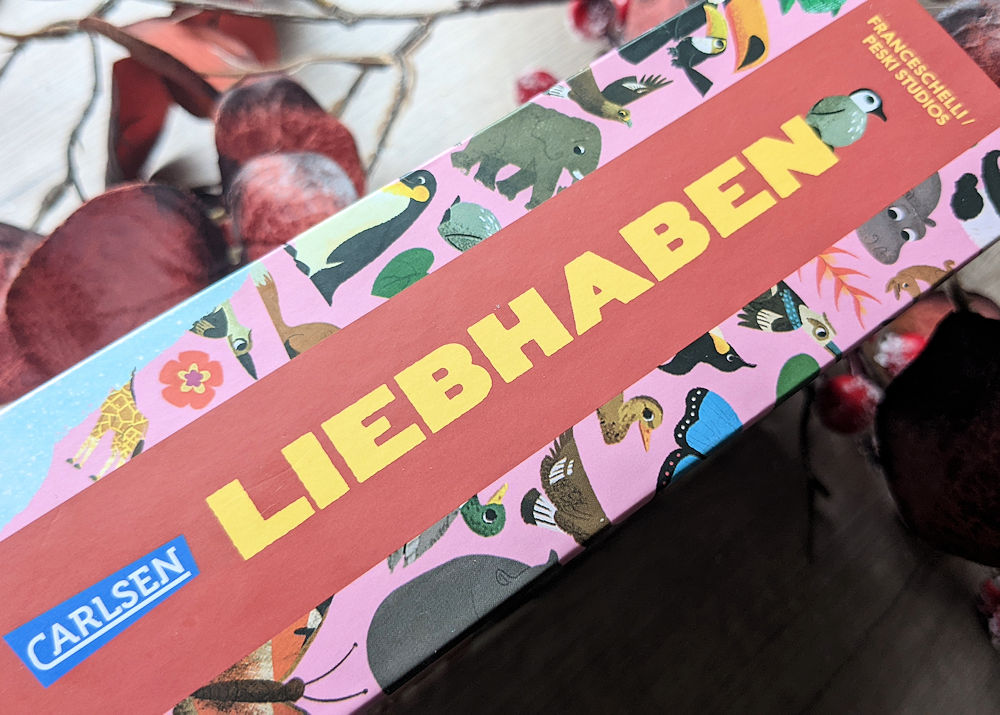 CARLSEN
LIEBHABEN
FRANCESCHELLI /
PESKI STUDIOS